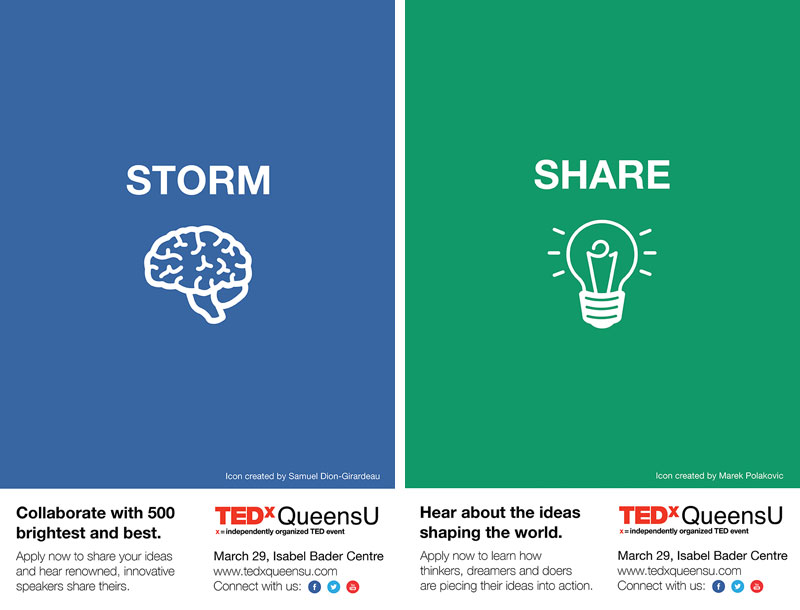 STORM
Icon created by Samuel Dion-Girardeau
Collaborate with 500
brightest and best.
Apply now to share your ideas
and hear renowned, innovative
speakers share theirs.
TEDx QueensU
x = independently organized TED event
March 29, Isabel Bader Centre
www.tedxqueensu.com
Connect with us:
SHARE
Icon created by Marek Polakovic
Hear about the ideas
shaping the world.
Apply now to learn how
thinkers, dreamers and doers
are piecing their ideas into action.
TEDx QueensU
x = independently organized TED event
March 29, Isabel Bader Centre
www.tedxqueensu.com
Connect with us: